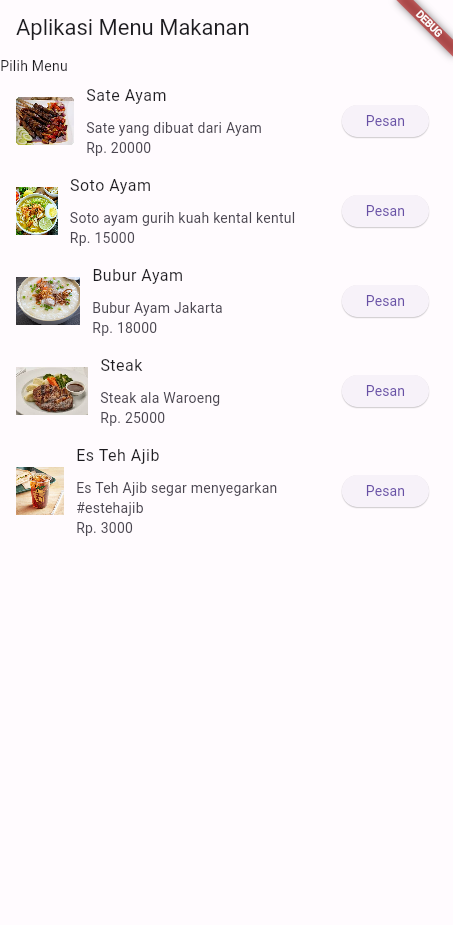 Aplikasi Menu Makanan
DEBUG
Pilih Menu
Sate Ayam
Sate yang dibuat dari Ayam
Rp. 20000
Pesan
Soto Ayam
Soto ayam gurih kuah kental kentul
Rp. 15000
Pesan
Bubur Ayam
Bubur Ayam Jakarta
Rp. 18000
Pesan
Steak
Steak ala Waroeng
Rp. 25000
Pesan
Es Teh Ajib
Es Teh Ajib segar menyegarkan
#estehajib
Rp. 3000
Pesan